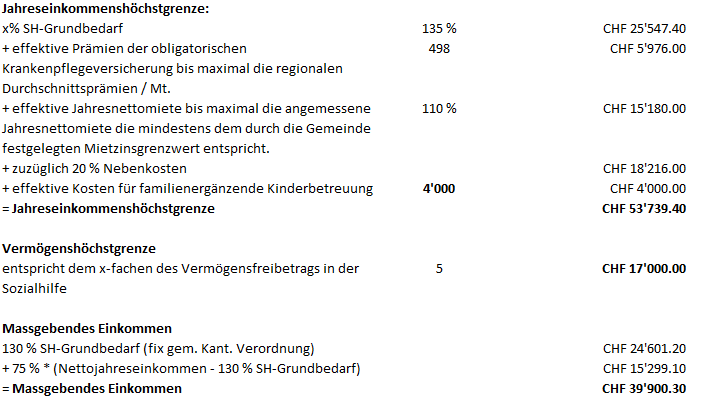 Jahreseinkommenshöchstgrenze:
x% SH-Grundbedarf 135 % CHF 25'547.40
+ effektive Prämien der obligatorischen 498 CHF 5'976.00
Krankenpflegeversicherung bis maximal die regionalen
Durchschnittsprämien / Mt.
+ effektive Jahresnettomiete bis maximal die angemessene 110 % CHF 15'180.00
Jahresnettomiete die mindestens dem durch die Gemeinde
festgelegten Mietzinsgrenzwert entspricht.
+ zuzüglich 20 % Nebenkosten CHF 18'216.00
+ effektive Kosten für familienergänzende Kinderbetreuung 4'000 CHF 4'000.00
= Jahreseinkommenshöchstgrenze CHF 53'739.40
Vermögenshöchstgrenze
entspricht dem x-fachen des Vermögensfreibetrags in der 5 CHF 17'000.00
Sozialhilfe
Massgebendes Einkommen
130 % SH-Grundbedarf (fix gem. Kant. Verordnung) CHF 24'601.20
+ 75 % * (Nettojahreseinkommen - 130 % SH-Grundbedarf) CHF 15'299.10
= Massgebendes Einkommen CHF 39'900.30